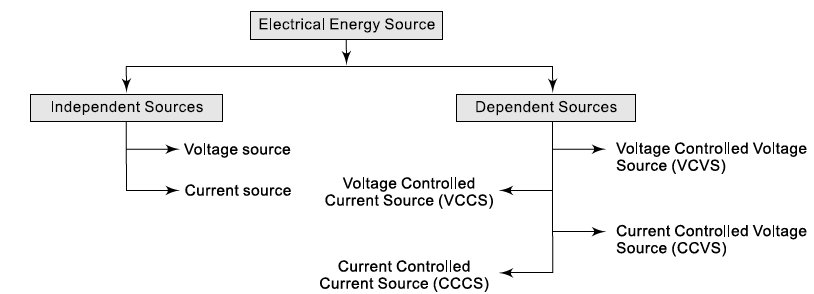 Electrical Energy Source
Independent Sources
Dependent Sources
Voltage source
Current source
Voltage Controlled Voltage
Source (VCVS)
Voltage Controlled
Current Source (VCCS)
Current Controlled Voltage
Source (CCVS)
Current Controlled
Current Source (CCCS)